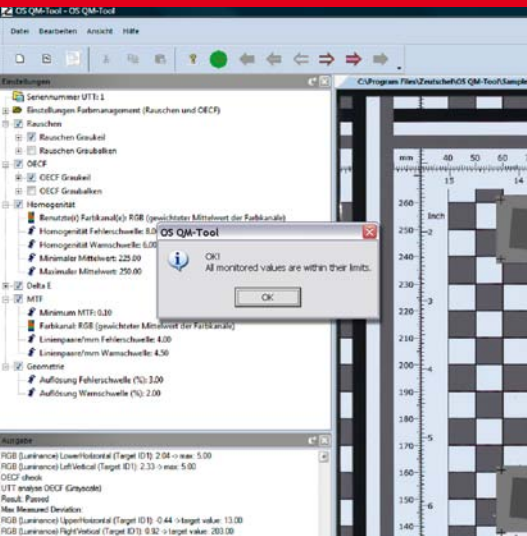 OS QM-Tool - OS QM-Tool
Datei Bearbeiten Ansicht Hilfe
Einstellungen
C:\Program Files\Zeutschel\OS QM-Tool\Sample
Seriennummer UTT: 1
Einstellungen Farbmanagement (Rauschen und OECF)
Rauschen
Rauschen Graukeil
Rauschen Graubalken
OECF
OECF Graukeil
OECF Graubalken
Homogenität
Benutzte(r) Farbkanal(e): RGB (gewichteter Mittelwert der Farbkanäle)
Homogenität Fehlerschwelle: 8.0
Homogenität Warnschwelle: 6.00
Minimaler Mittelwert: 225.00
Maximaler Mittelwert: 250.00
Delta E
MTF
Minimum MTF: 0.10
Farbkanal: RGB (gewichteter Mittelwert der Farbkanäle)
Linienpaare/mm Fehlerschwelle: 4.00
Linienpaare/mm Warnschwelle: 4.50
Geometrie
Auflösung Fehlerschwelle (%): 3.00
Auflösung Warnschwelle (%): 2.00
OS QM-Tool
OK!
All monitored values are within their limits.
OK
mm 40 50 60
15 14
Inch
260
240
230
3
220
210
200
4
190
180
170
5
160
150
6
140
Ausgabe
RGB (Luminance) LowerHorizontal (Target ID1): 2.04 -> max: 5.00
RGB (Luminance) LeftVertical (Target ID1): 2.33 -> max: 5.00
OECF check
UTT analyse OECF (Grayscale)
Result: Passed
Max Measured Deviation:
RGB (Luminance) UpperHorizontal (Target ID1): -0.44 -> target value: 13.00
RGB (Luminance) RightVertical (Target ID1): 0.92 -> target value: 203.00